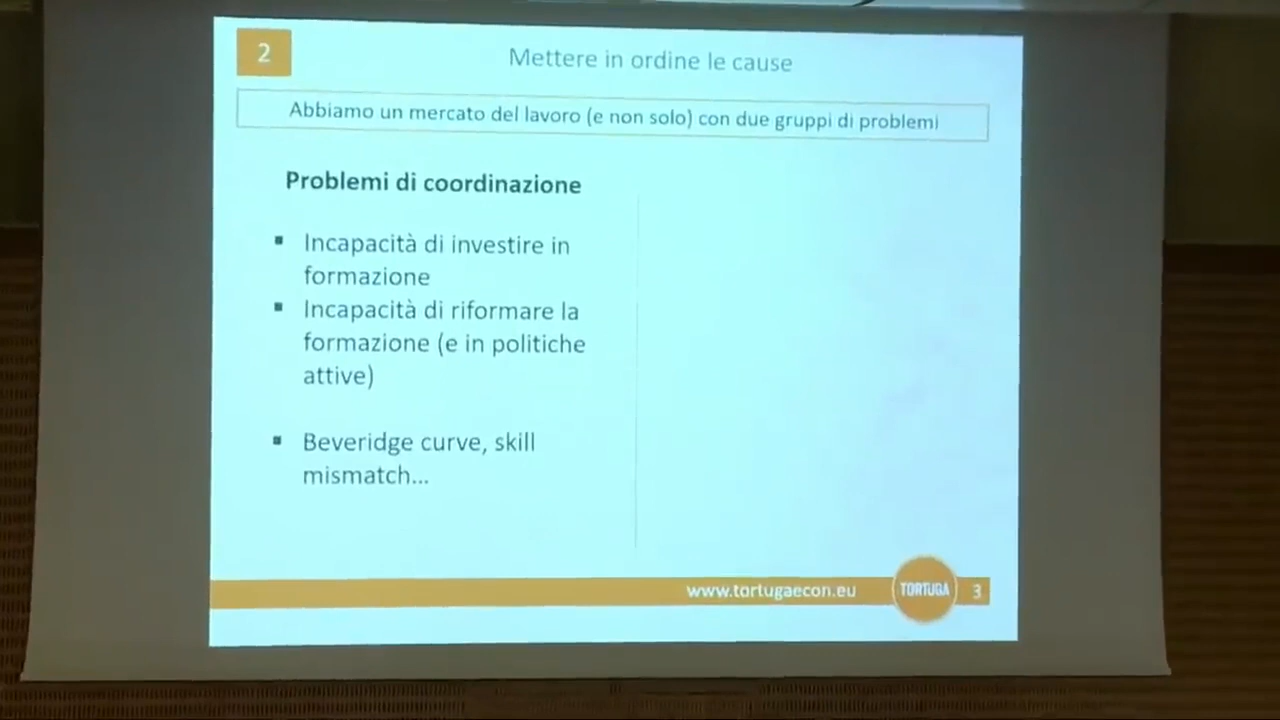 2
Mettere in ordine le cause
Abbiamo un mercato del lavoro (e non solo) con due gruppi di problemi
Problemi di coordinazione
▪ Incapacità di investire in
formazione
▪ Incapacità di riformare la
formazione (e in politiche
attive)
▪ Beveridge curve, skill
mismatch...
www.tortugaecon.eu
TORTUGA
3